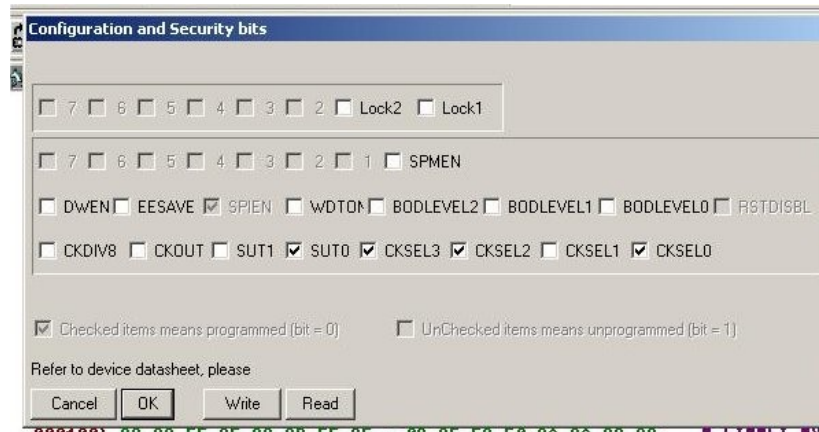 Configuration and Security bits
7 6 5 4 3 2 Lock2 Lock1
7 6 5 4 3 2 1 SPMEN
DWEN EESAVE SPIEN WDTON BODLEVEL2 BODLEVEL1 BODLEVEL0 RSTDISBL
CKDIV8 CKOUT SUT1 SUT0 CKSEL3 CKSEL2 CKSEL1 CKSEL0
Checked items means programmed (bit = 0) UnChecked items means unprogrammed (bit = 1)
Refer to device datasheet, please
Cancel OK Write Read